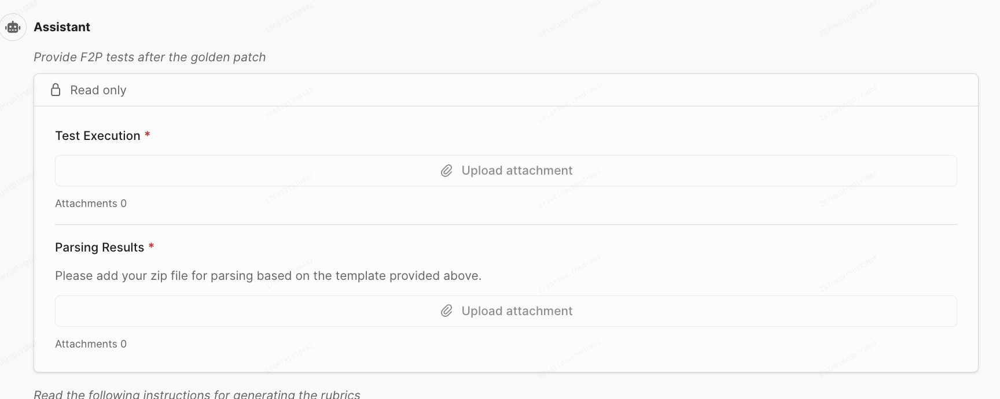 Assistant
Provide F2P tests after the golden patch
Read only
Test Execution *
Upload attachment
Attachments 0
Parsing Results *
Please add your zip file for parsing based on the template provided above.
Upload attachment
Attachments 0
Read the following instructions for generating the rubrics